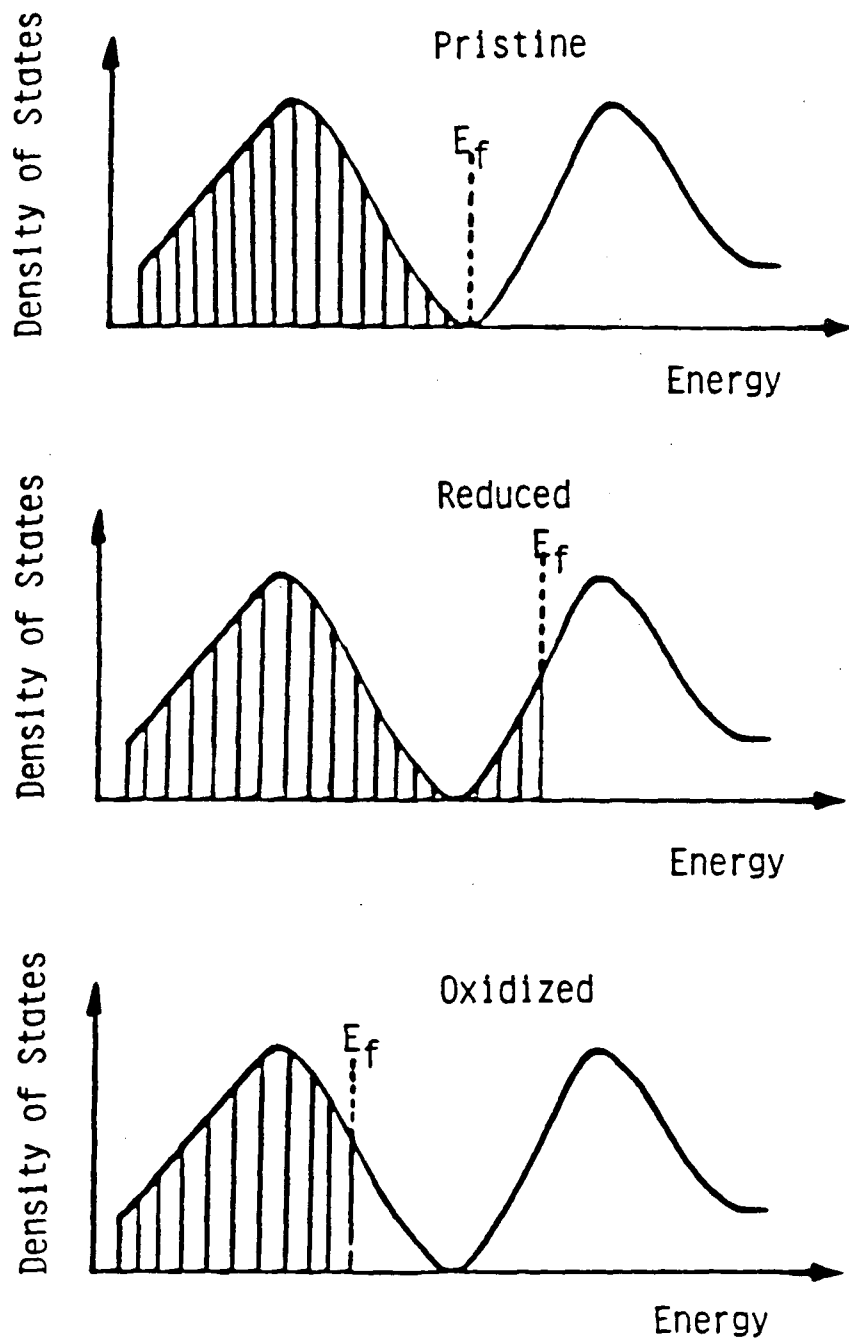 Pristine
Density of States
Ef
Energy
Reduced
Density of States
Ef
Energy
Oxidized
Density of States
Ef
Energy